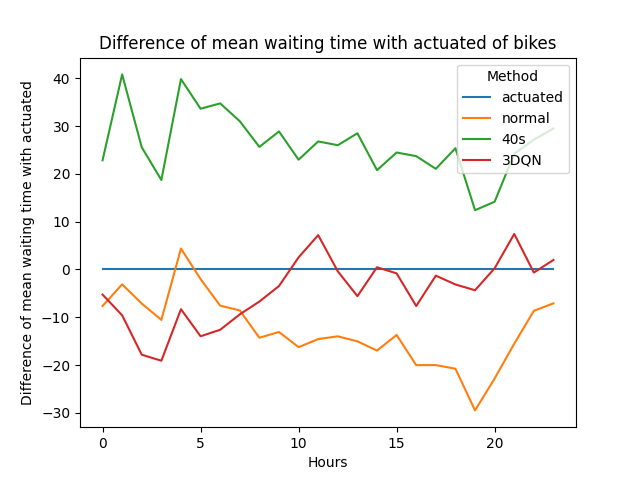 Difference of mean waiting time with actuated of bikes
Difference of mean waiting time with actuated
40
30
20
10
0
−10
−20
−30
Method
actuated
normal
40s
3DQN
0
5
10
15
20
Hours